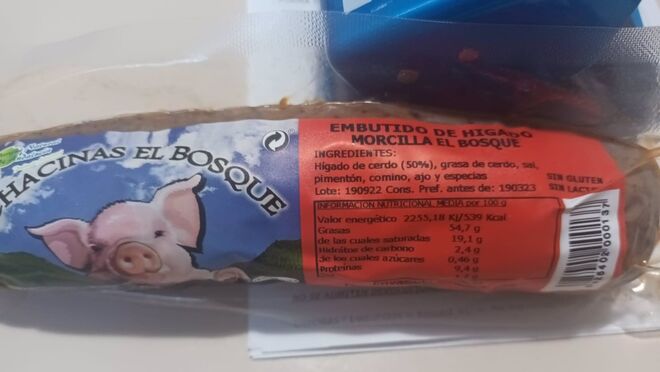 CHACINAS EL BOSQUE
EMBUTIDO DE HIGADO
MORCILLA EL BOSQUE
INGREDIENTES:
Hígado de cerdo (50%), grasa de cerdo, sal,
pimentón, comino, ajo y especias
Lote: 190922 Cons. Pref. antes de: 190323
SIN GLUTEN
SIN LACT
INFORMACIÓN NUTRICIONAL MEDIA por 100 g
Valor energético 2255,18 KJ/539 Kcal
Grasas 54,7 g
de las cuales saturadas 19,1 g
Hidratos de carbono 2,4 g
de los cuales azúcares 0,46 g
Proteínas 9,4 g